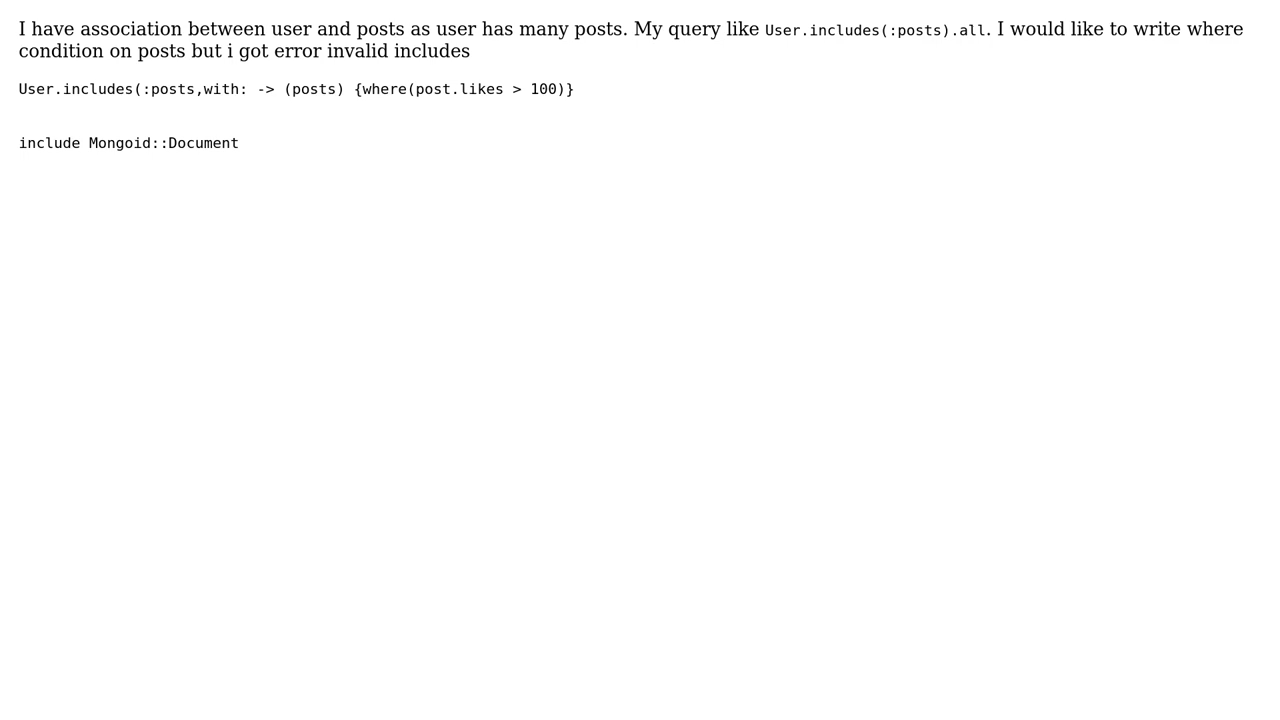 I have association between user and posts as user has many posts. My query like User.includes(:posts).all. I would like to write where
condition on posts but i got error invalid includes
User.includes(:posts,with: -> (posts) {where(post.likes > 100)}
include Mongoid::Document